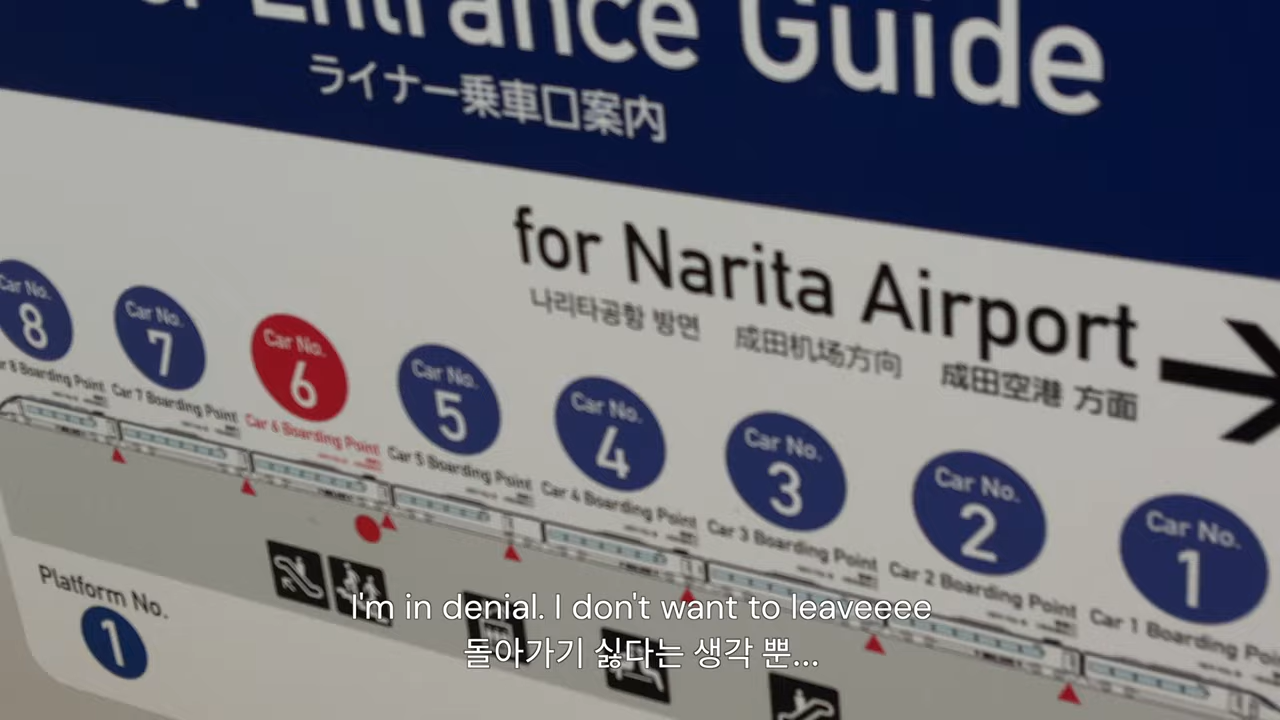 Entrance Guide
ライナー乗車口案内
for Narita Airport
나리타공항 방면 成田机场方向 成田空港 方面
Car No. 8
Car No. 7
Car No. 6
Car No. 5
Car No. 4
Car No. 3
Car No. 2
Car No. 1
8 Boarding Point
Car 7 Boarding Point
Car 6 Boarding Point
Car 5 Boarding Point
Car 4 Boarding Point
Car 3 Boarding Point
Car 2 Boarding Point
Car 1 Boarding
Platform No.
1
I'm in denial. I don't want to leaveeee
돌아가기 싫다는 생각 뿐...